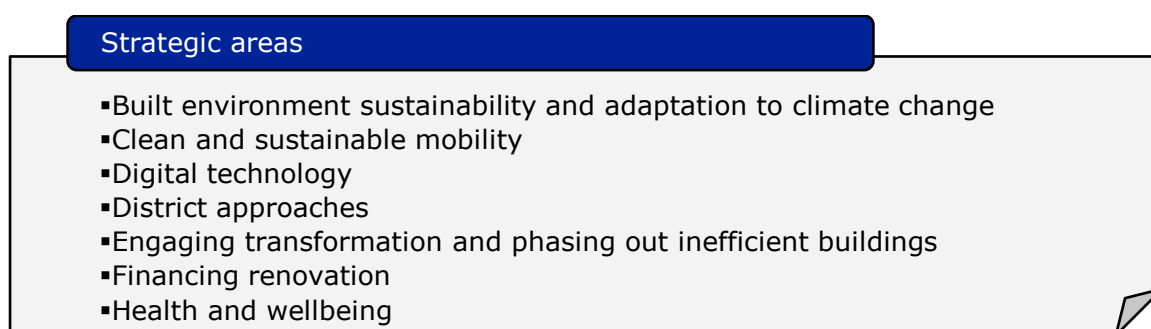 Strategic areas
▪Built environment sustainability and adaptation to climate change
▪Clean and sustainable mobility
▪Digital technology
▪District approaches
▪Engaging transformation and phasing out inefficient buildings
▪Financing renovation
▪Health and wellbeing